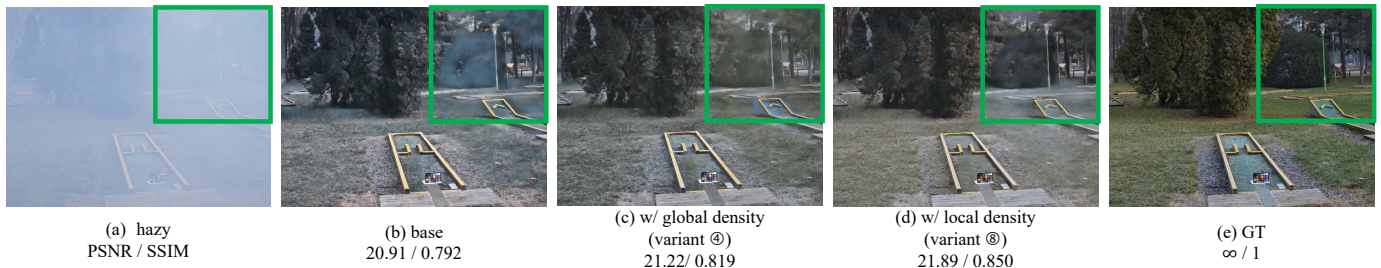 (a) hazy
PSNR / SSIM
(b) base
20.91 / 0.792
(c) w/ global density
(variant ④)
21.22/ 0.819
(d) w/ local density
(variant ⑧)
21.89 / 0.850
(e) GT
∞ / 1